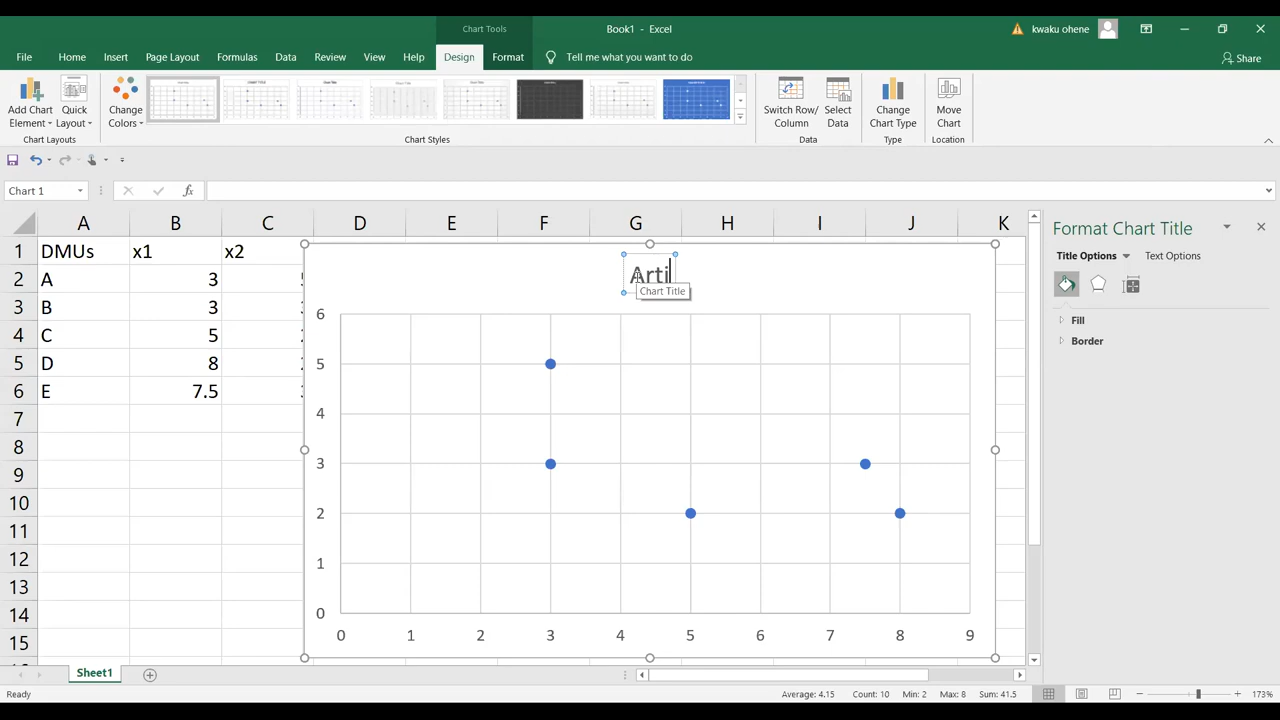 Chart Tools
Book1 - Excel
kwaku ohene
File Home Insert Page Layout Formulas Data Review View Help Design Format Tell me what you want to do
Share
Add Chart Element
Quick Layout
Change Colors
Switch Row/ Column
Select Data
Change Chart Type
Move Chart
Chart Layouts
Chart Styles
Data
Type
Location
Chart 1
fx
A B C D E F G H I J K
1 DMUs x1 x2
2 A 3
3 B 3
4 C 5
5 D 8
6 E 7.5
7
8
9
10
11
12
13
14
15
Arti
Chart Title
6
5
4
3
2
1
0
0 1 2 3 4 5 6 7 8 9
Format Chart Title
Title Options Text Options
Fill
Border
Sheet1
Ready
Average: 4.15 Count: 10 Min: 2 Max: 8 Sum: 41.5
173%